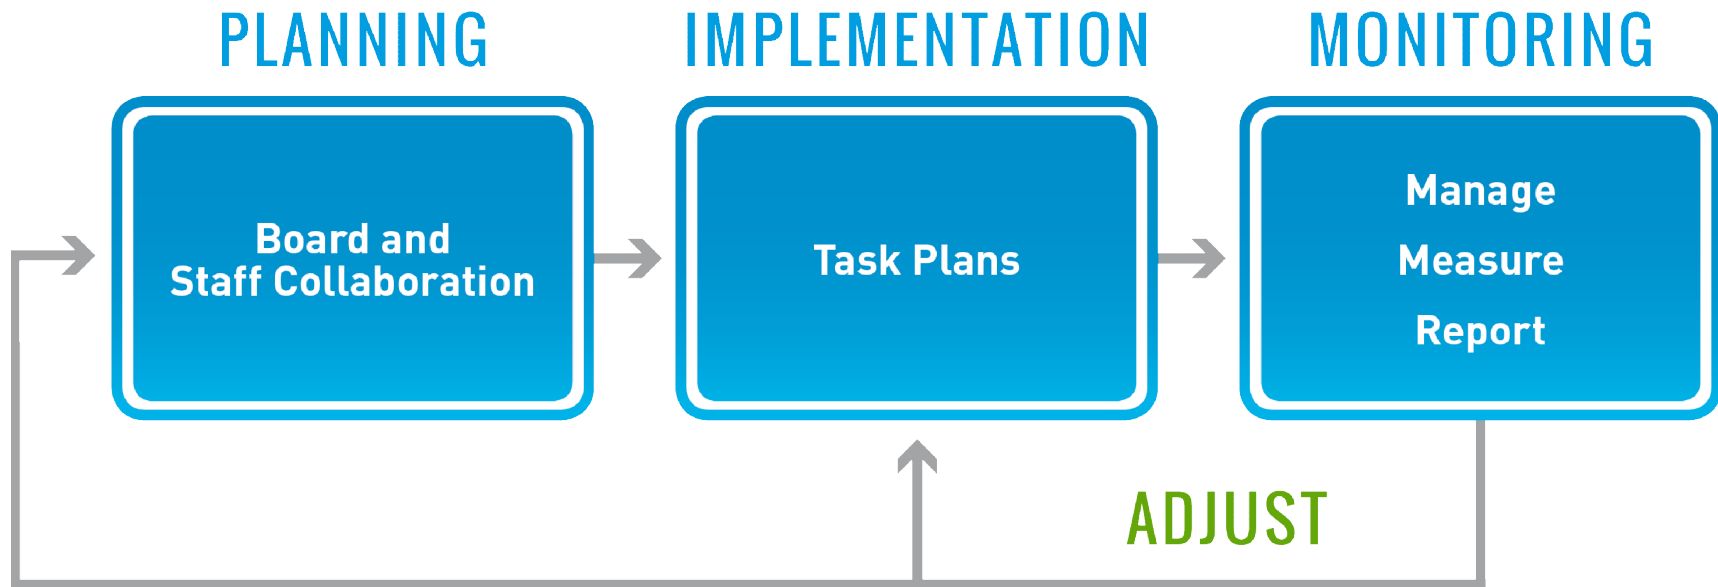 PLANNING
IMPLEMENTATION
MONITORING
Board and
Staff Collaboration
Task Plans
Manage
Measure
Report
ADJUST